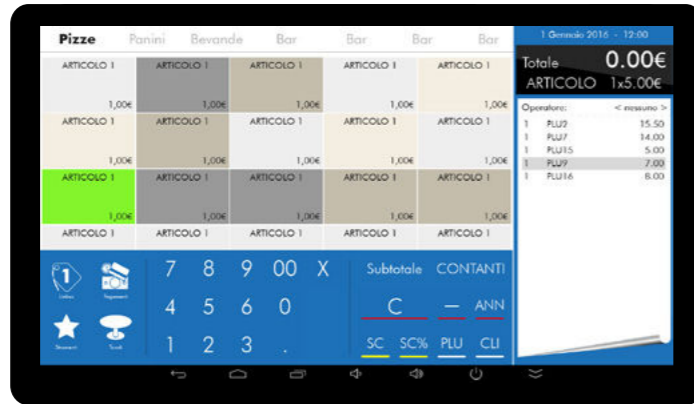 Pizze Panini Bevande Bar Bar Bar Bar
ARTICOLO 1 ARTICOLO 1 ARTICOLO 1 ARTICOLO 1 ARTICOLO 1
1,00€ 1,00€ 1,00€ 1,00€ 1,00€
ARTICOLO 1 ARTICOLO 1 ARTICOLO 1 ARTICOLO 1 ARTICOLO 1
1,00€ 1,00€ 1,00€ 1,00€ 1,00€
ARTICOLO 1 ARTICOLO 1 ARTICOLO 1 ARTICOLO 1 ARTICOLO 1
1,00€ 1,00€ 1,00€ 1,00€ 1,00€
ARTICOLO 1 ARTICOLO 1 ARTICOLO 1 ARTICOLO 1 ARTICOLO 1
1
7 8 9 00 X
4 5 6 0
1 2 3 .
Subtotale CONTANTI
C — ANN
SC SC% PLU CLI
1 Gennaio 2016 - 12:00
Totale 0.00€
ARTICOLO 1x5.00€
Operatore: < nessuno >
1 PLU2 15.50
1 PLU7 14.00
1 PLU15 5.00
1 PLU9 7.00
1 PLU16 8.00